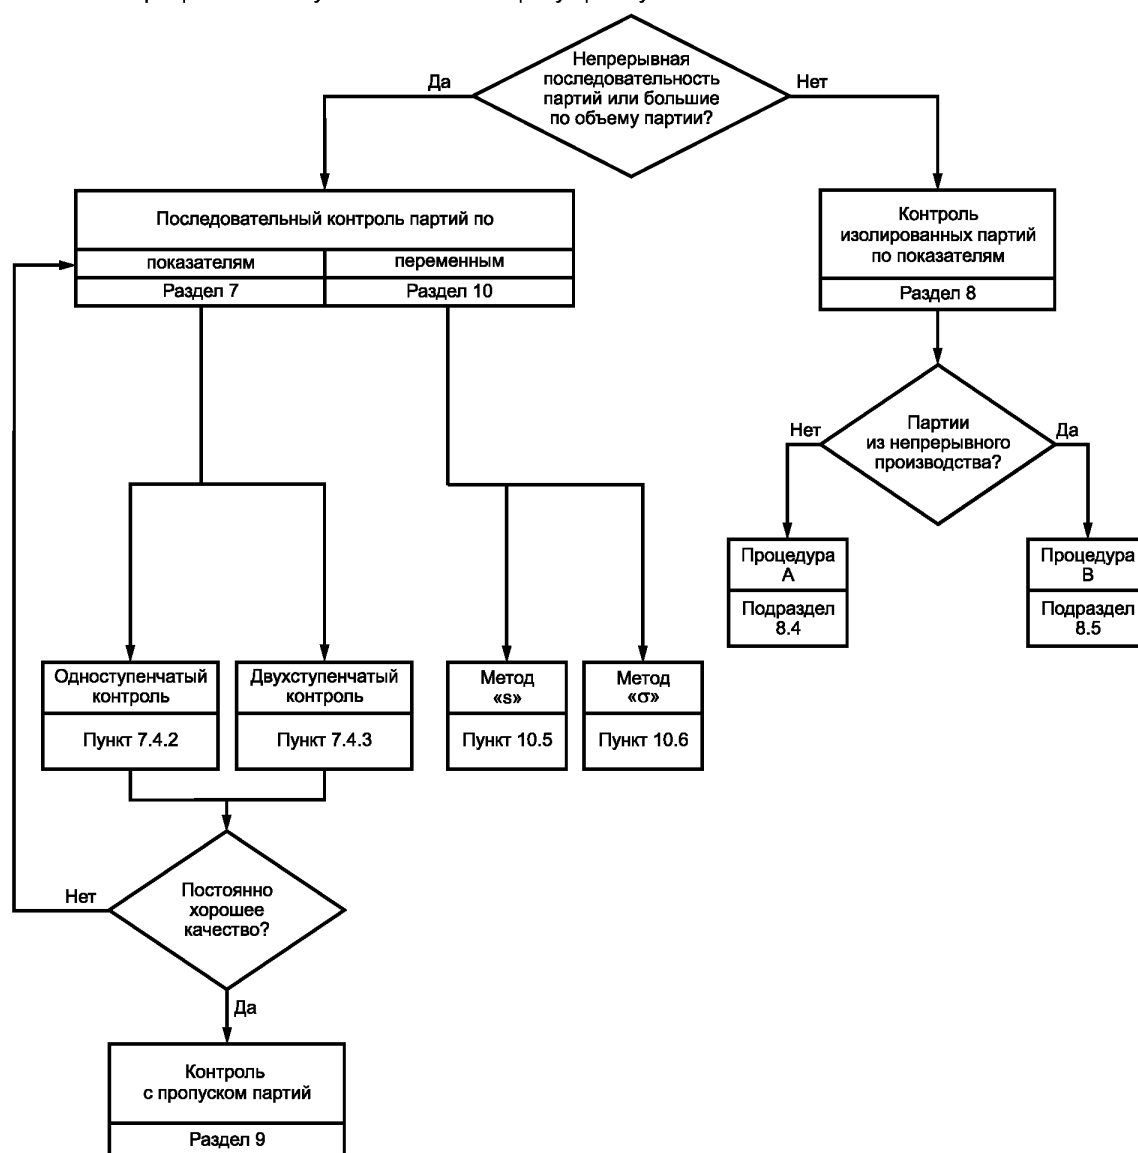 Непрерывная
последовательность
партий или большие
по объему партии?
Да
Нет
Последовательный контроль партий по
показателям
переменным
Раздел 7
Раздел 10
Контроль
изолированных партий
по показателям
Раздел 8
Партии
из непрерывного
производства?
Нет
Да
Процедура
А
Подраздел
8.4
Процедура
В
Подраздел
8.5
Одноступенчатый
контроль
Пункт 7.4.2
Двухступенчатый
контроль
Пункт 7.4.3
Метод
«s»
Пункт 10.5
Метод
«σ»
Пункт 10.6
Постоянно
хорошее
качество?
Нет
Да
Контроль
с пропуском партий
Раздел 9